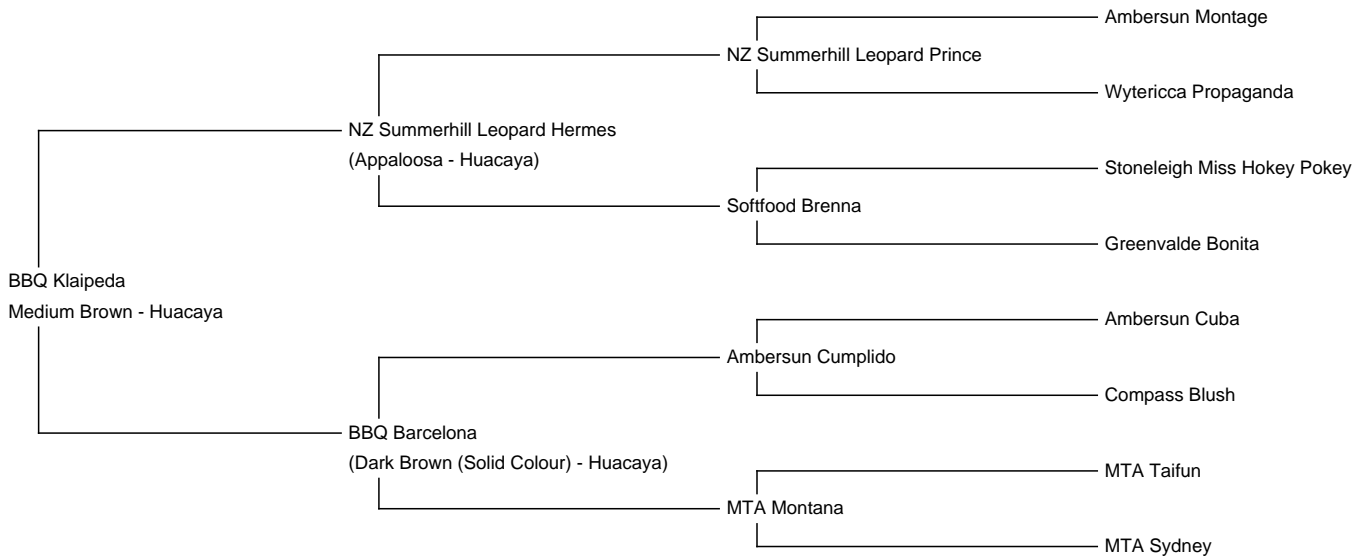 Ambersun Montage
NZ Summerhill Leopard Prince
Wytericca Propaganda
NZ Summerhill Leopard Hermes
(Appaloosa - Huacaya)
Stoneleigh Miss Hokey Pokey
Softfood Brenna
Greenvalde Bonita
BBQ Klaipeda
Medium Brown - Huacaya
Ambersun Cuba
Ambersun Cumplido
Compass Blush
BBQ Barcelona
(Dark Brown (Solid Colour) - Huacaya)
MTA Taifun
MTA Montana
MTA Sydney